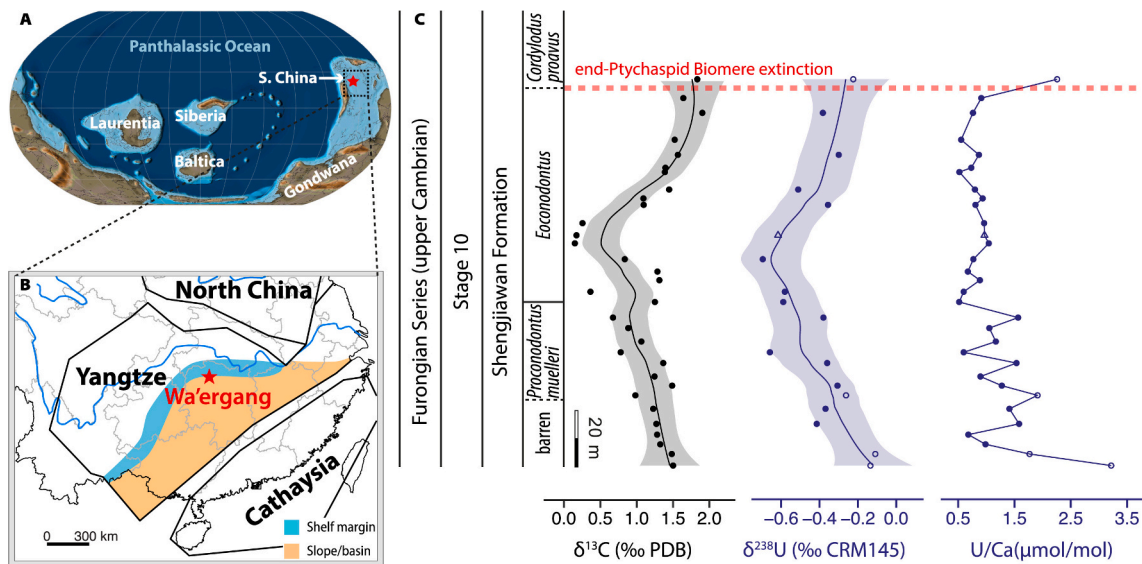 A
Panthalassic Ocean
S. China
Laurentia
Siberia
Baltica
Gondwana
B
North China
Yangtze
Wa'ergang
Cathaysia
0 300 km
Shelf margin
Slope/basin
C
Furongian Series (upper Cambrian)
Stage 10
Shengjiawan Formation
Cordylodus
proavus
Eoconodontus
Proconodontus
muelleri
barren
20 m
end-Ptychaspid Biomere extinction
0.0 0.5 1.0 1.5 2.0
δ¹³C (‰ PDB)
−0.6 −0.4 −0.2 0.0
δ²³⁸U (‰ CRM145)
0.5 1.5 2.5 3.5
U/Ca(μmol/mol)